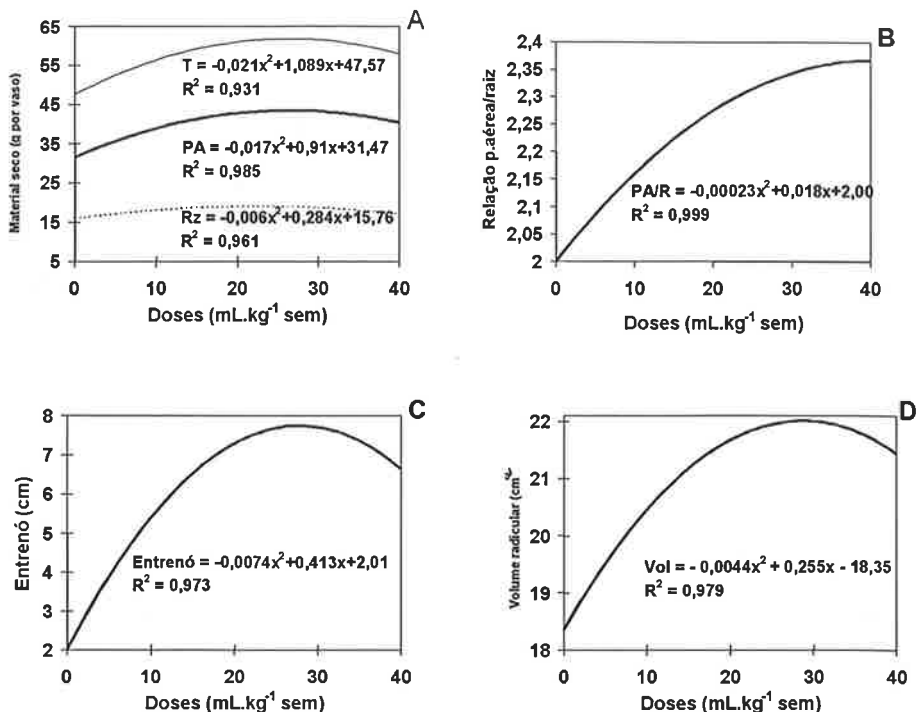 A
Material seco (g por vaso)
65
55
45
35
25
15
5
T = -0,021x²+1,089x+47,57
R² = 0,931
PA = -0,017x²+0,91x+31,47
R² = 0,985
Rz = -0,006x²+0,284x+15,76
R² = 0,961
0 10 20 30 40
Doses (mL.kg⁻¹ sem)
B
Relação p.aérea/raiz
2,4
2,35
2,3
2,25
2,2
2,15
2,1
2,05
2
PA/R = -0,00023x²+0,018x+2,00
R² = 0,999
0 10 20 30 40
Doses (mL.kg⁻¹ sem)
C
Entrenó (cm)
8
7
6
5
4
3
2
Entrenó = -0,0074x²+0,413x+2,01
R² = 0,973
0 10 20 30 40
Doses (mL.kg⁻¹ sem)
D
Volume radicular (cm
22
21
20
19
18
Vol = - 0,0044x² + 0,255x - 18,35
R² = 0,979
0 10 20 30 40
Doses (mL.kg⁻¹ sem)